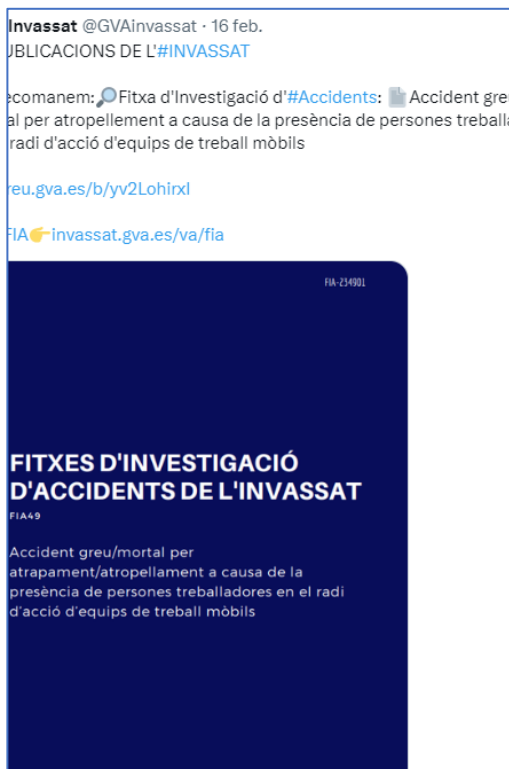 Invassat @GVAinvassat · 16 feb.
UBLICACIONS DE L'#INVASSAT
ecomanem:🔎Fitxa d'Investigació d'#Accidents: 📄Accident greu
al per atropellement a causa de la presència de persones treballa
radi d'acció d'equips de treball mòbils
reu.gva.es/b/yv2LohirxI
FIA👉invassat.gva.es/va/fia
FIA-234901
FITXES D'INVESTIGACIÓ
D'ACCIDENTS DE L'INVASSAT
FIA49
Accident greu/mortal per
atrapament/atropellament a causa de la
presència de persones treballadores en el radi
d'acció d'equips de treball mòbils